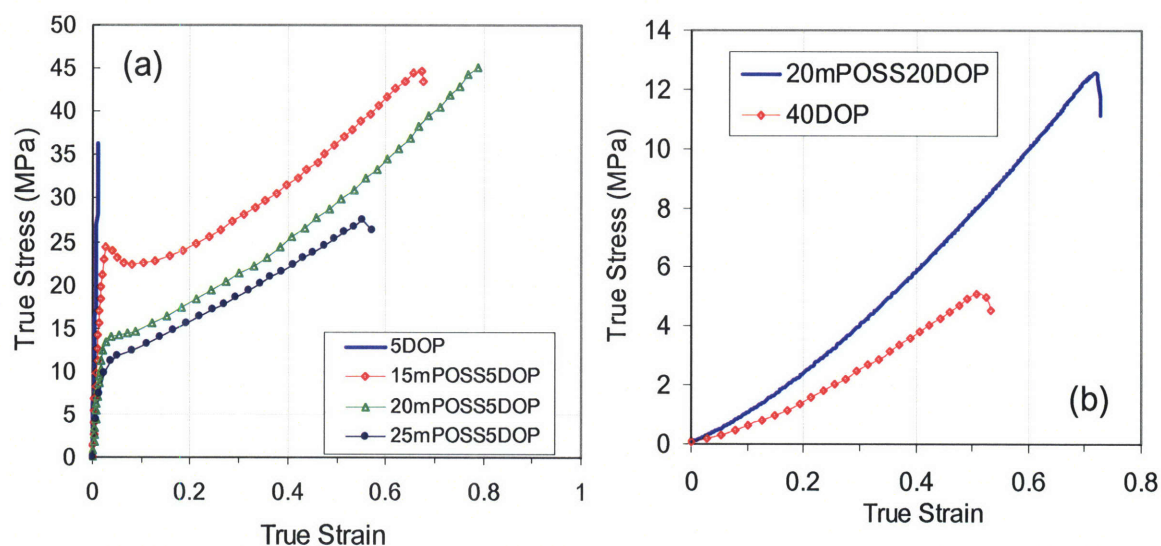 (a)
True Stress (MPa)
50
45
40
35
30
25
20
15
10
5
0
5DOP
15mPOSS5DOP
20mPOSS5DOP
25mPOSS5DOP
0 0.2 0.4 0.6 0.8 1
True Strain
(b)
True Stress (MPa)
14
12
10
8
6
4
2
0
20mPOSS20DOP
40DOP
0 0.2 0.4 0.6 0.8
True Strain